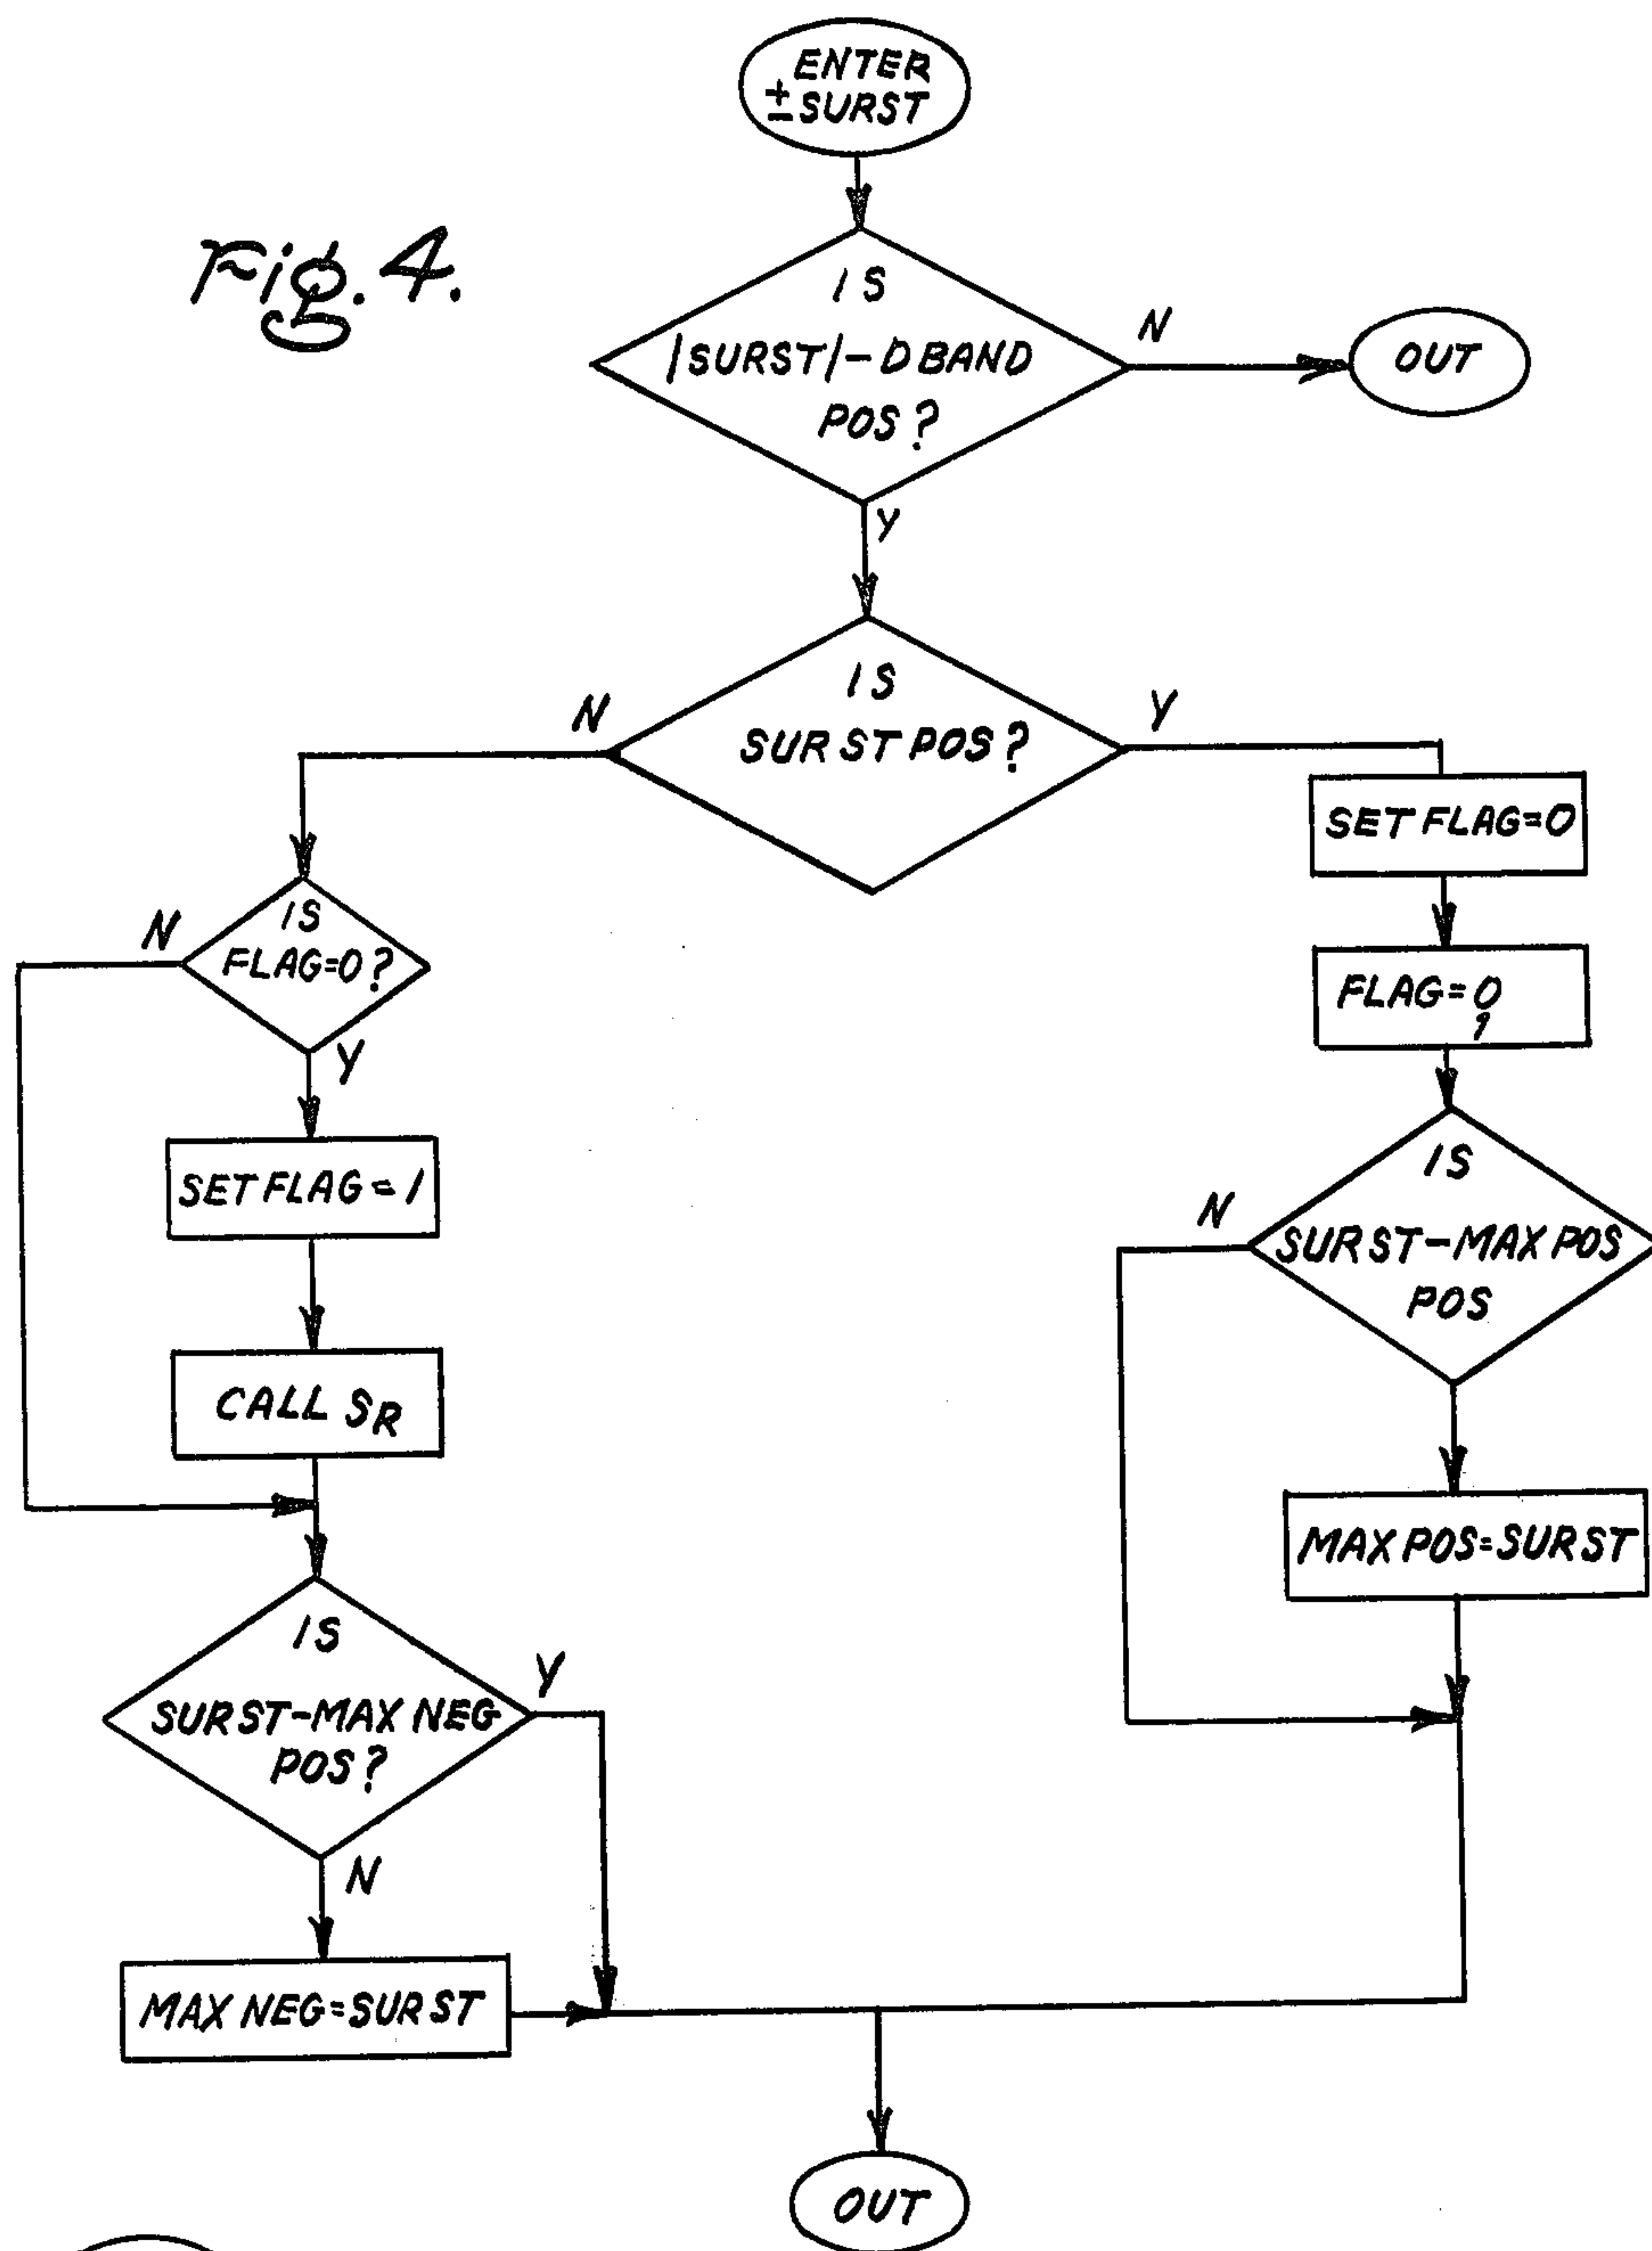 Fig. 4.
ENTER
± SURST
IS
|SURST|-D BAND
POS?
N
OUT
Y
IS
SURST POS?
N
Y
SET FLAG=0
FLAG=0
,
IS
FLAG=0?
N
Y
SET FLAG=1
CALL SR
IS
SURST-MAX NEG
POS?
Y
N
MAX NEG=SURST
IS
SURST-MAX POS
POS
N
MAX POS=SURST
OUT